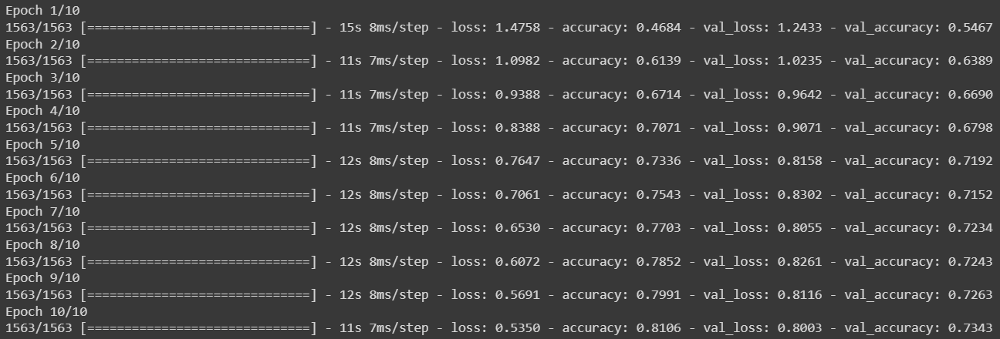 Epoch 1/10
1563/1563 [==============================] - 15s 8ms/step - loss: 1.4758 - accuracy: 0.4684 - val_loss: 1.2433 - val_accuracy: 0.5467
Epoch 2/10
1563/1563 [==============================] - 11s 7ms/step - loss: 1.0982 - accuracy: 0.6139 - val_loss: 1.0235 - val_accuracy: 0.6389
Epoch 3/10
1563/1563 [==============================] - 11s 7ms/step - loss: 0.9388 - accuracy: 0.6714 - val_loss: 0.9642 - val_accuracy: 0.6690
Epoch 4/10
1563/1563 [==============================] - 11s 7ms/step - loss: 0.8388 - accuracy: 0.7071 - val_loss: 0.9071 - val_accuracy: 0.6798
Epoch 5/10
1563/1563 [==============================] - 12s 8ms/step - loss: 0.7647 - accuracy: 0.7336 - val_loss: 0.8158 - val_accuracy: 0.7192
Epoch 6/10
1563/1563 [==============================] - 12s 8ms/step - loss: 0.7061 - accuracy: 0.7543 - val_loss: 0.8302 - val_accuracy: 0.7152
Epoch 7/10
1563/1563 [==============================] - 12s 8ms/step - loss: 0.6530 - accuracy: 0.7703 - val_loss: 0.8055 - val_accuracy: 0.7234
Epoch 8/10
1563/1563 [==============================] - 12s 8ms/step - loss: 0.6072 - accuracy: 0.7852 - val_loss: 0.8261 - val_accuracy: 0.7243
Epoch 9/10
1563/1563 [==============================] - 12s 8ms/step - loss: 0.5691 - accuracy: 0.7991 - val_loss: 0.8116 - val_accuracy: 0.7263
Epoch 10/10
1563/1563 [==============================] - 11s 7ms/step - loss: 0.5350 - accuracy: 0.8106 - val_loss: 0.8003 - val_accuracy: 0.7343